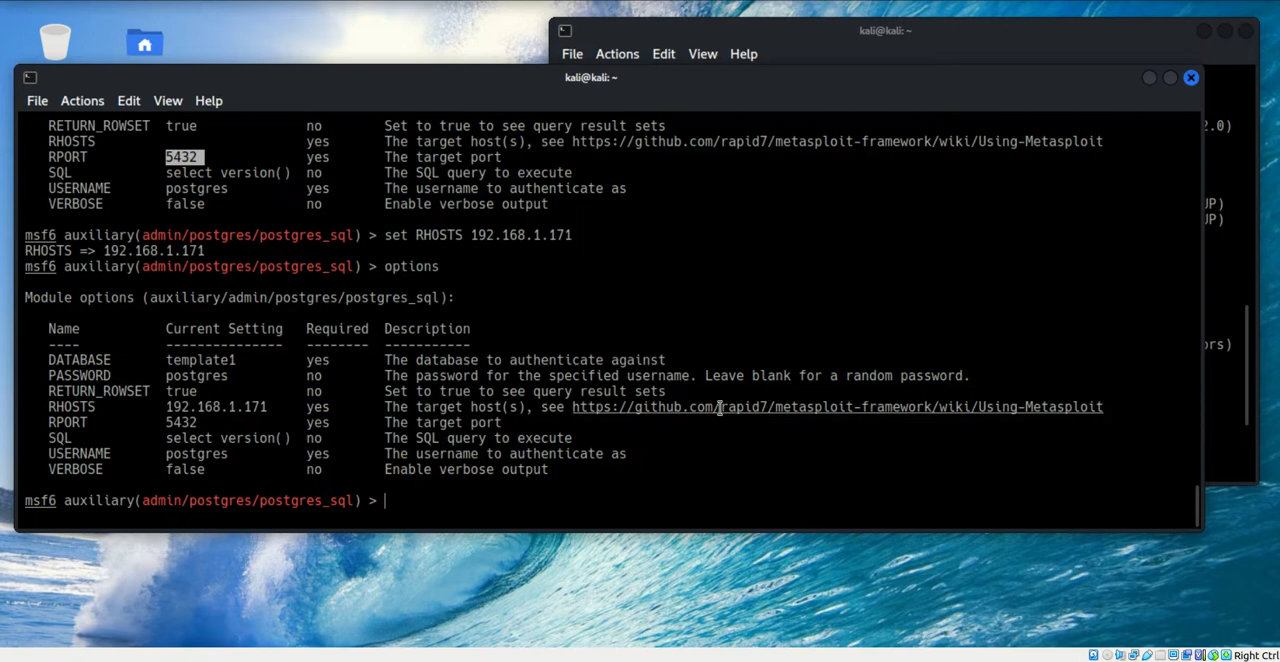 kali@kali: ~
File Actions Edit View Help
kali@kali: ~
File Actions Edit View Help
RETURN_ROWSET true no Set to true to see query result sets
RHOSTS yes The target host(s), see https://github.com/rapid7/metasploit-framework/wiki/Using-Metasploit
RPORT 5432 yes The target port
SQL select version() no The SQL query to execute
USERNAME postgres yes The username to authenticate as
VERBOSE false no Enable verbose output
msf6 auxiliary(admin/postgres/postgres_sql) > set RHOSTS 192.168.1.171
RHOSTS => 192.168.1.171
msf6 auxiliary(admin/postgres/postgres_sql) > options
Module options (auxiliary/admin/postgres/postgres_sql):
Name Current Setting Required Description
---- --------------- -------- -----------
DATABASE template1 yes The database to authenticate against
PASSWORD postgres no The password for the specified username. Leave blank for a random password.
RETURN_ROWSET true no Set to true to see query result sets
RHOSTS 192.168.1.171 yes The target host(s), see https://github.com/rapid7/metasploit-framework/wiki/Using-Metasploit
RPORT 5432 yes The target port
SQL select version() no The SQL query to execute
USERNAME postgres yes The username to authenticate as
VERBOSE false no Enable verbose output
msf6 auxiliary(admin/postgres/postgres_sql) >
2.0)
UP)
UP)
ors)
Right Ctrl